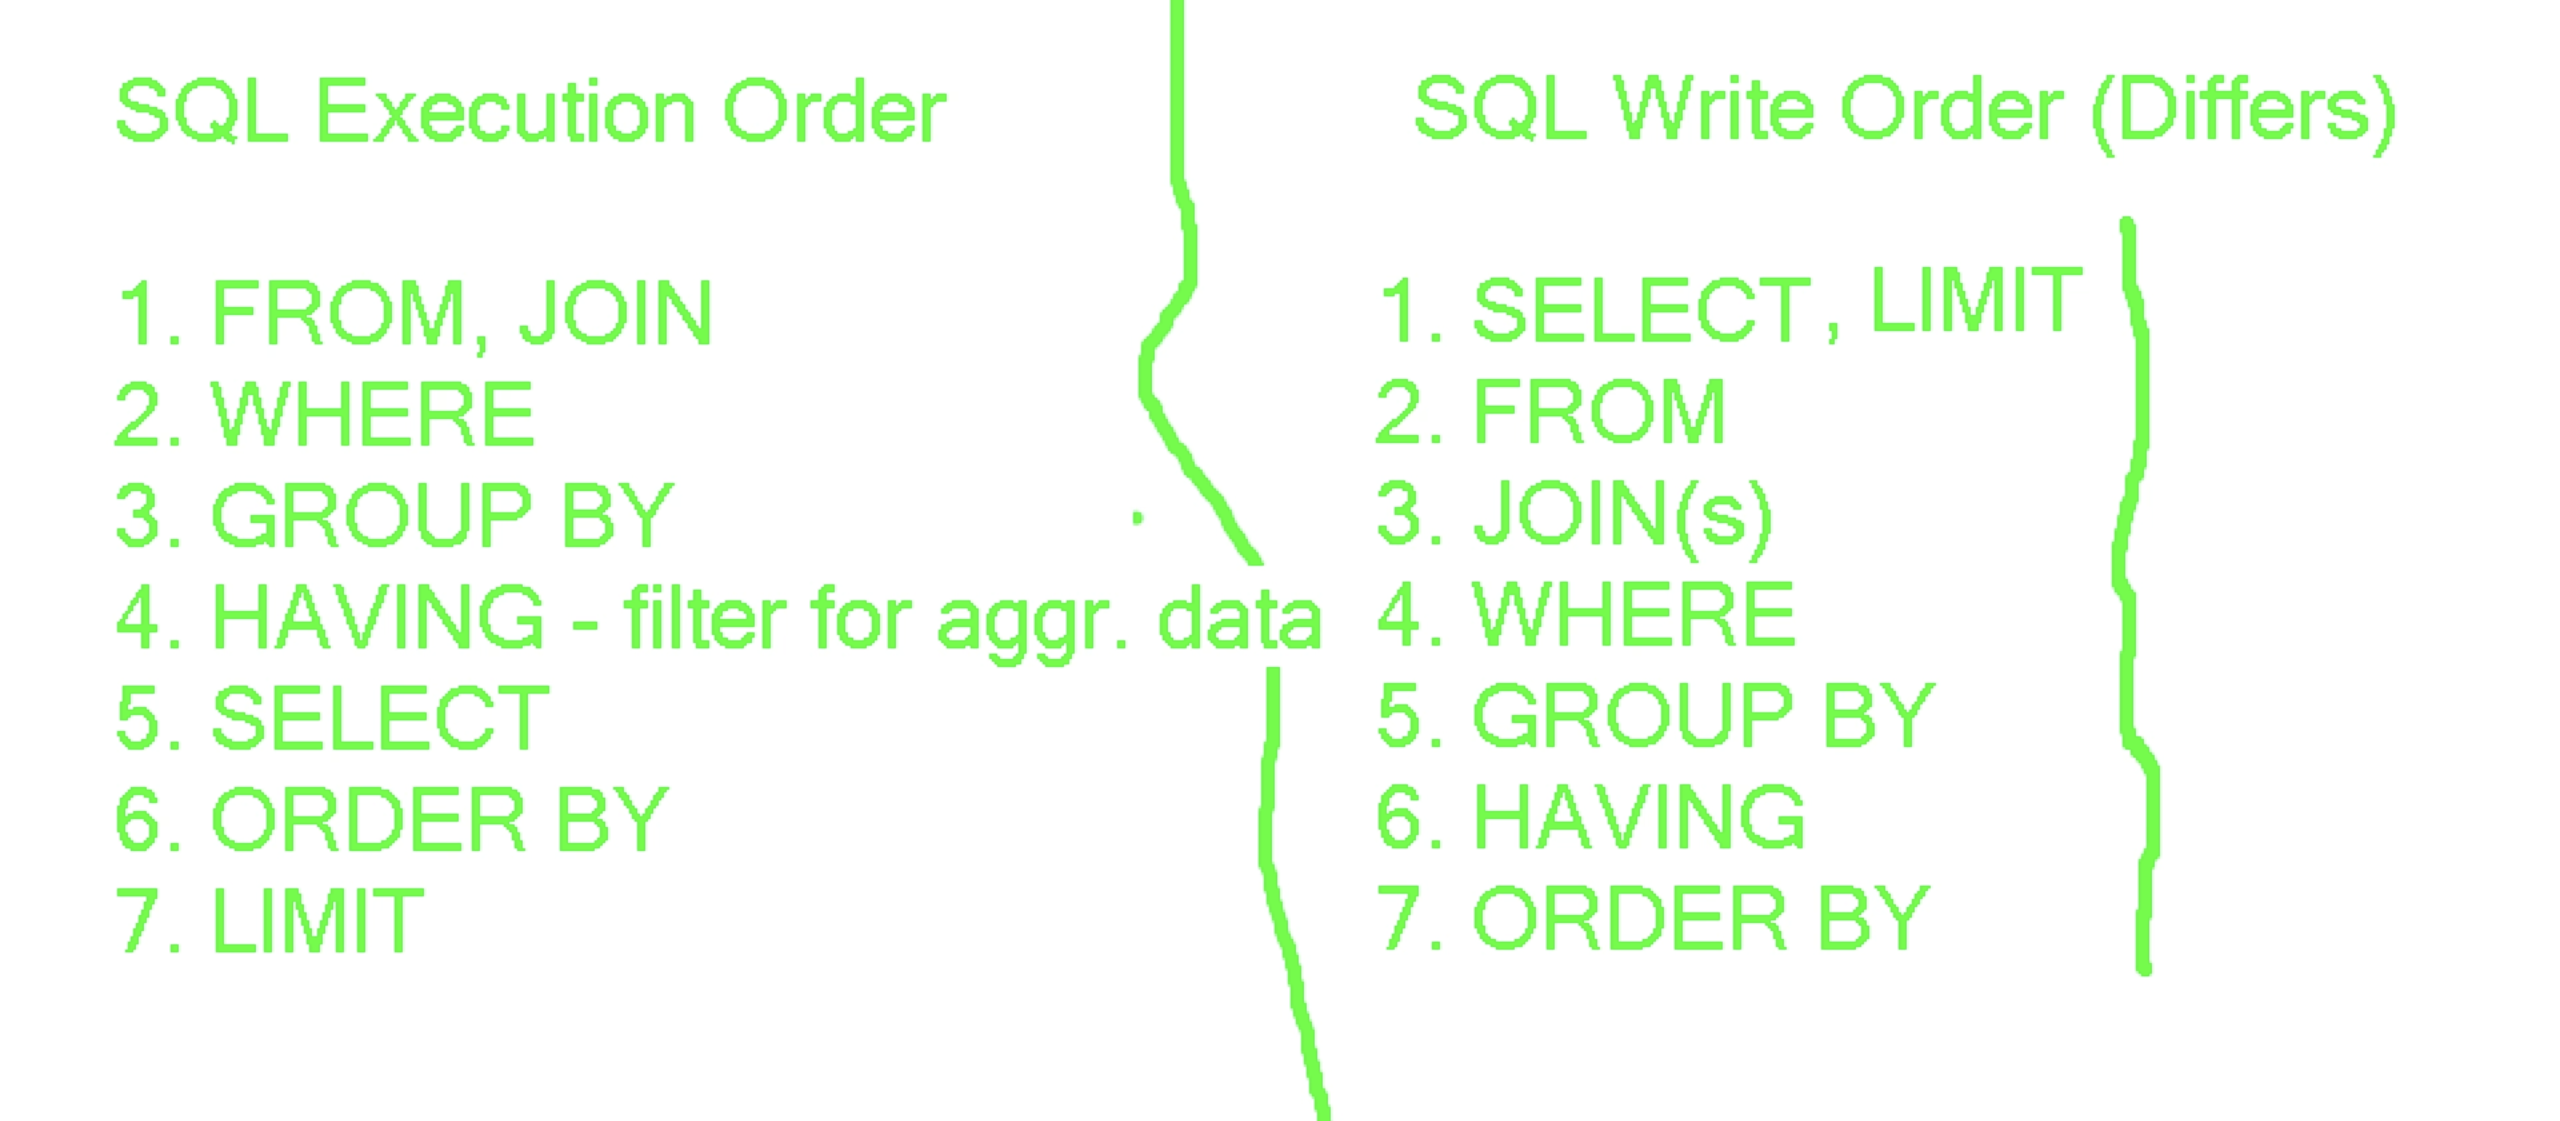 SQL Execution Order
1. FROM, JOIN
2. WHERE
3. GROUP BY
4. HAVING - filter for aggr. data
5. SELECT
6. ORDER BY
7. LIMIT
SQL Write Order (Differs)
1. SELECT, LIMIT
2. FROM
3. JOIN(s)
4. WHERE
5. GROUP BY
6. HAVING
7. ORDER BY